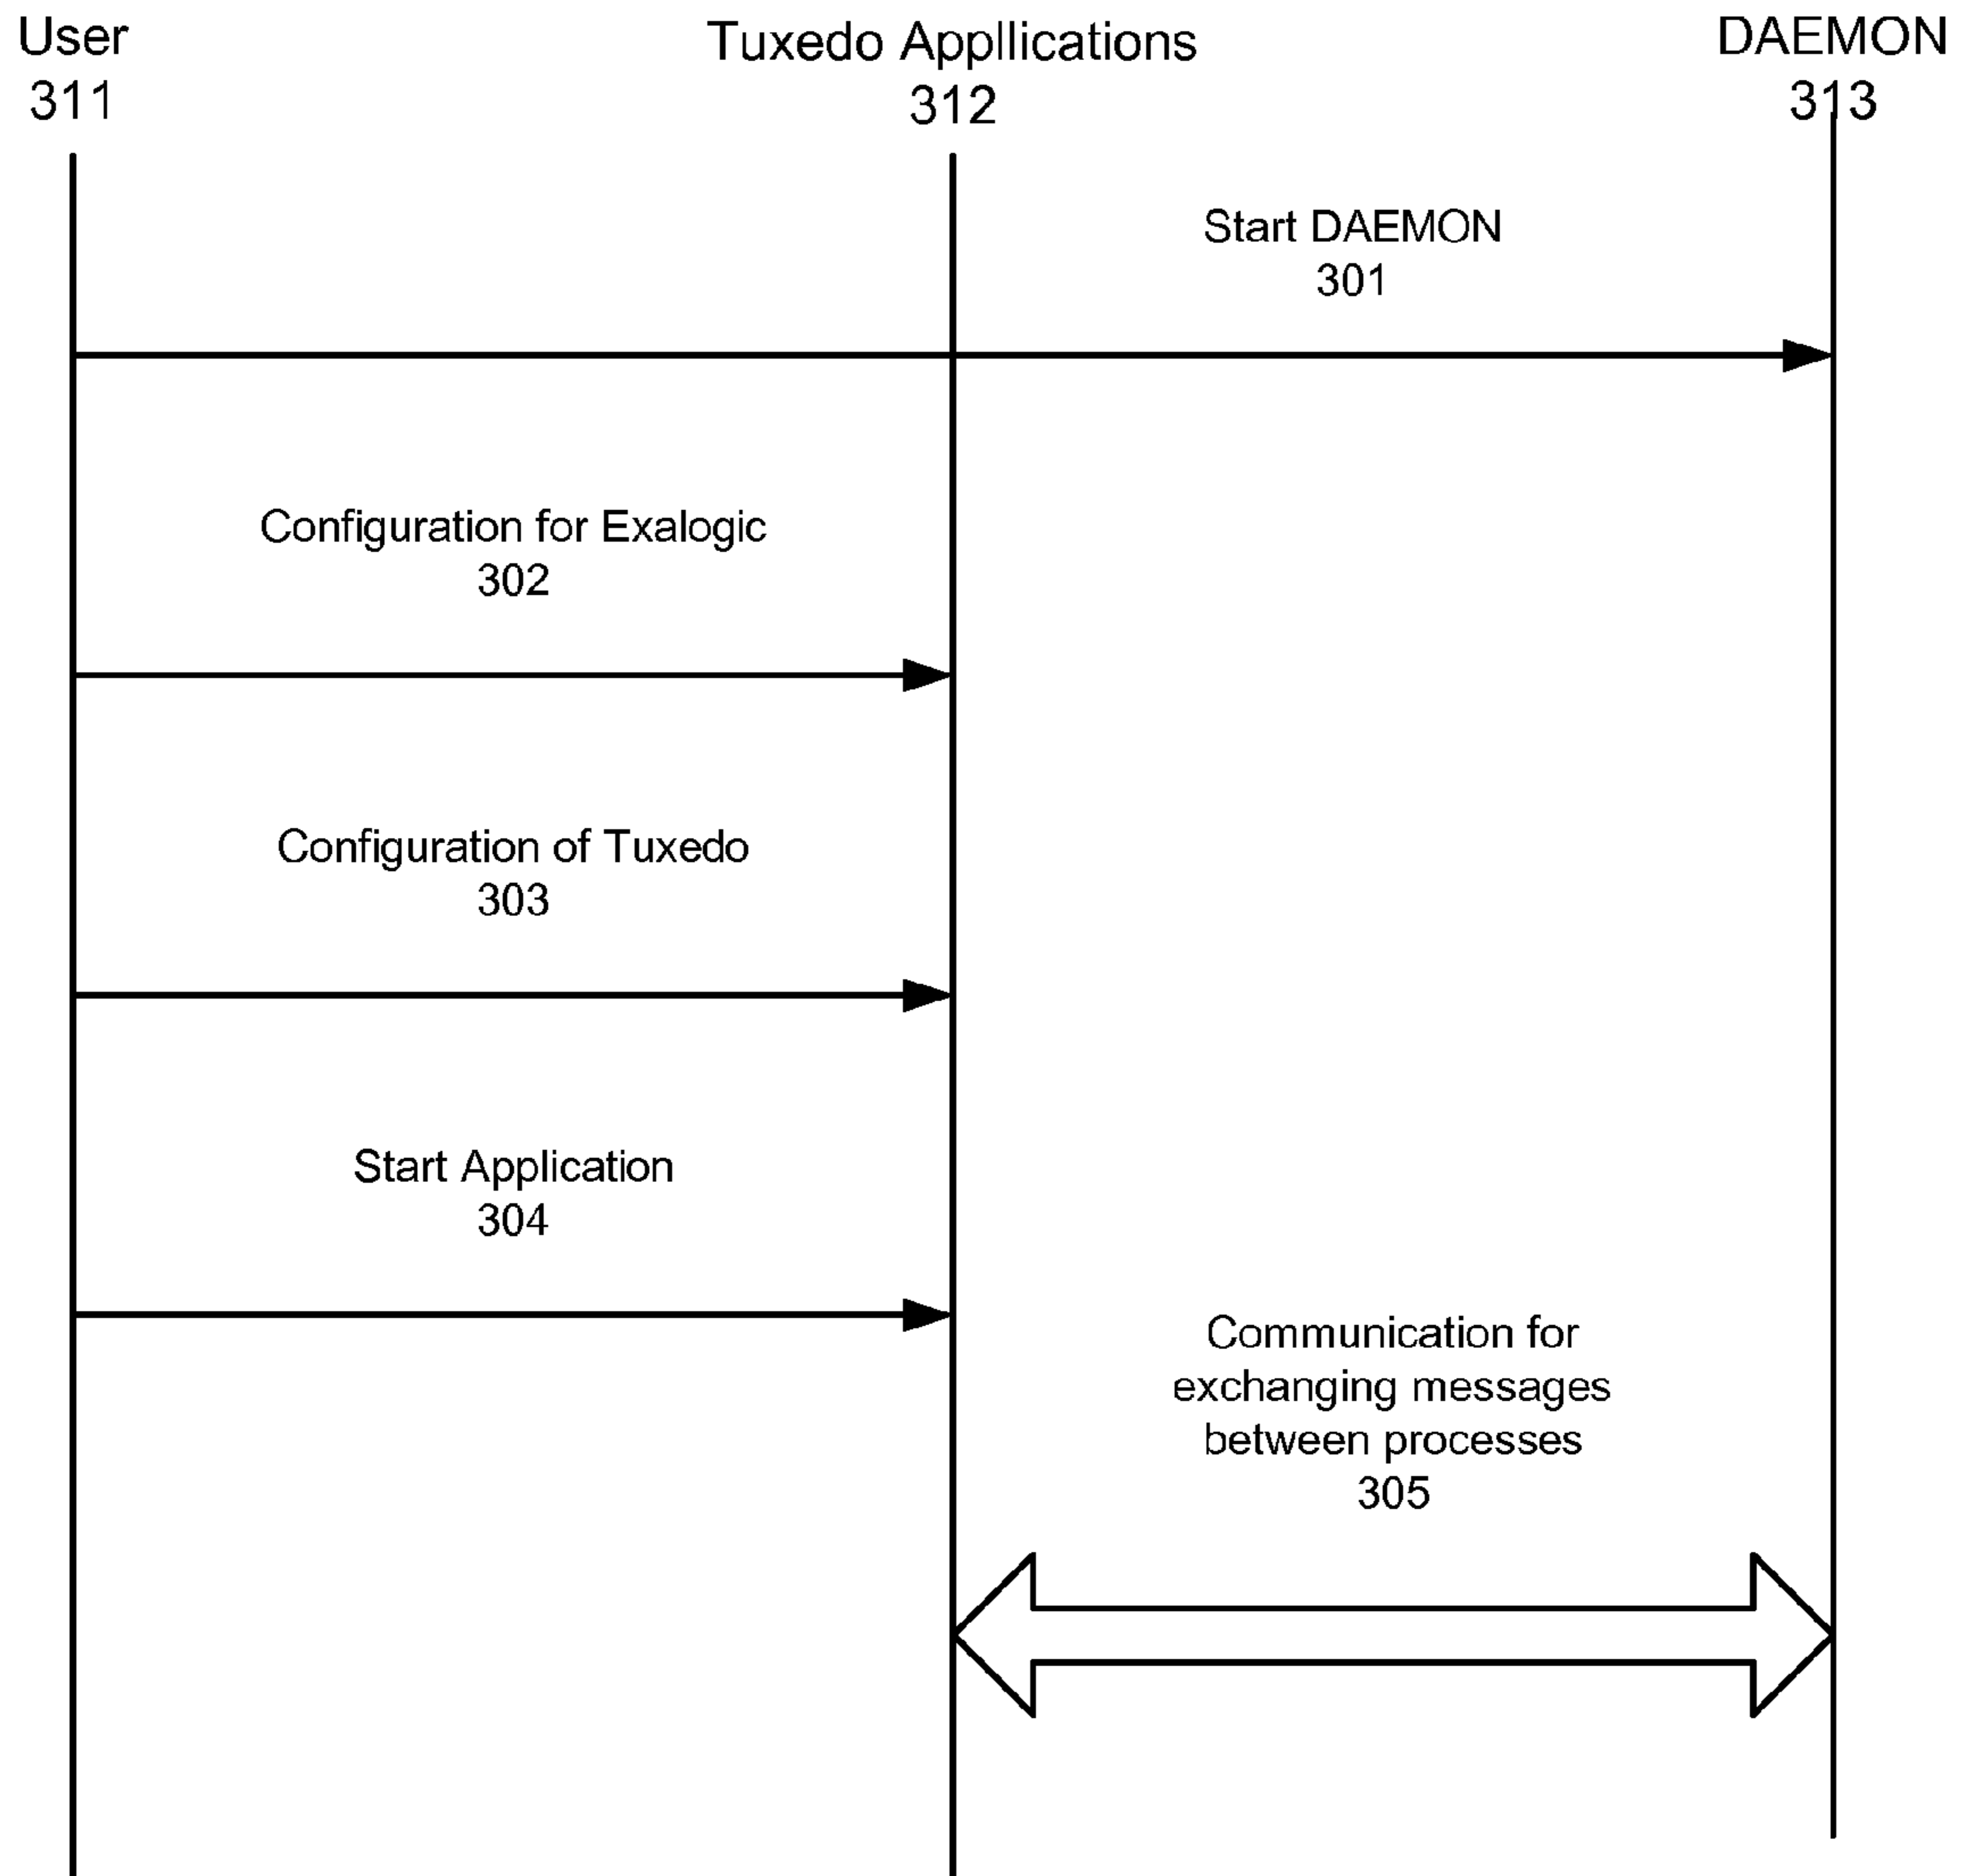 User
311
Tuxedo Appllications
312
DAEMON
313
Start DAEMON
301
Configuration for Exalogic
302
Configuration of Tuxedo
303
Start Application
304
Communication for
exchanging messages
between processes
305